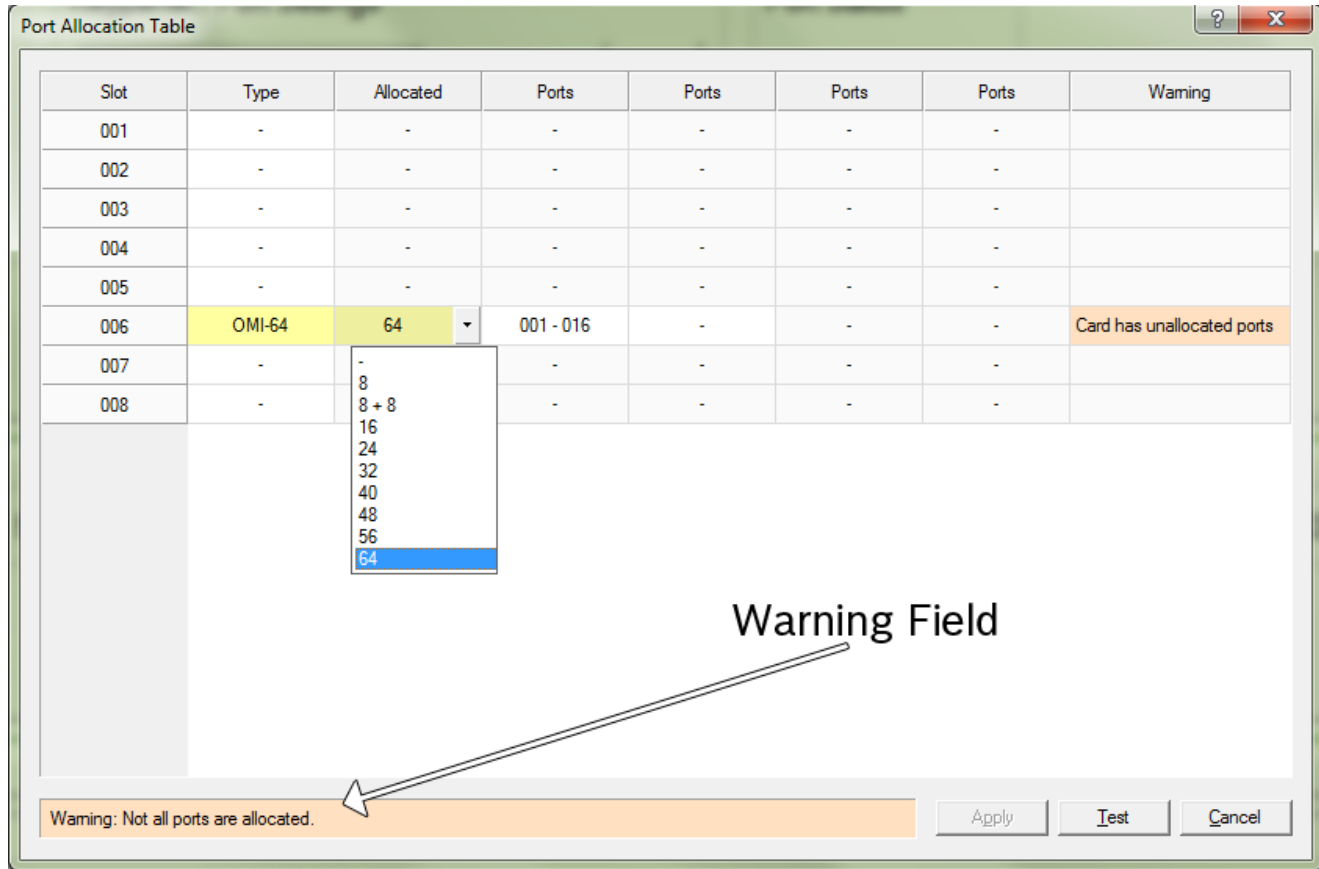 Port Allocation Table
Slot Type Allocated Ports Ports Ports Ports Warning
001 - - - - - -
002 - - - - - -
003 - - - - - -
004 - - - - - -
005 - - - - - -
006 OMI-64 64 001 - 016 - - - Card has unallocated ports
007 - - - - -
008 - - - - -
-
8
8 + 8
16
24
32
40
48
56
64
Warning Field
Warning: Not all ports are allocated. Apply Test Cancel